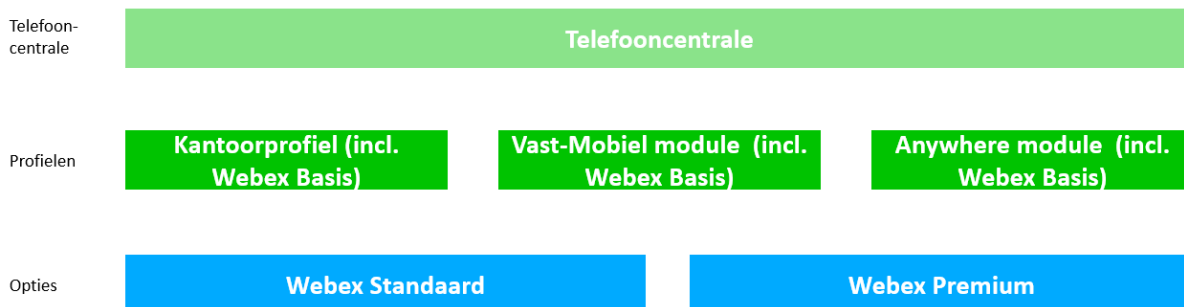 Telefoon-
centrale
Telefooncentrale
Profielen
Kantoorprofiel (incl.
Webex Basis)
Vast-Mobiel module  (incl.
Webex Basis)
Anywhere module  (incl.
Webex Basis)
Opties
Webex Standaard
Webex Premium